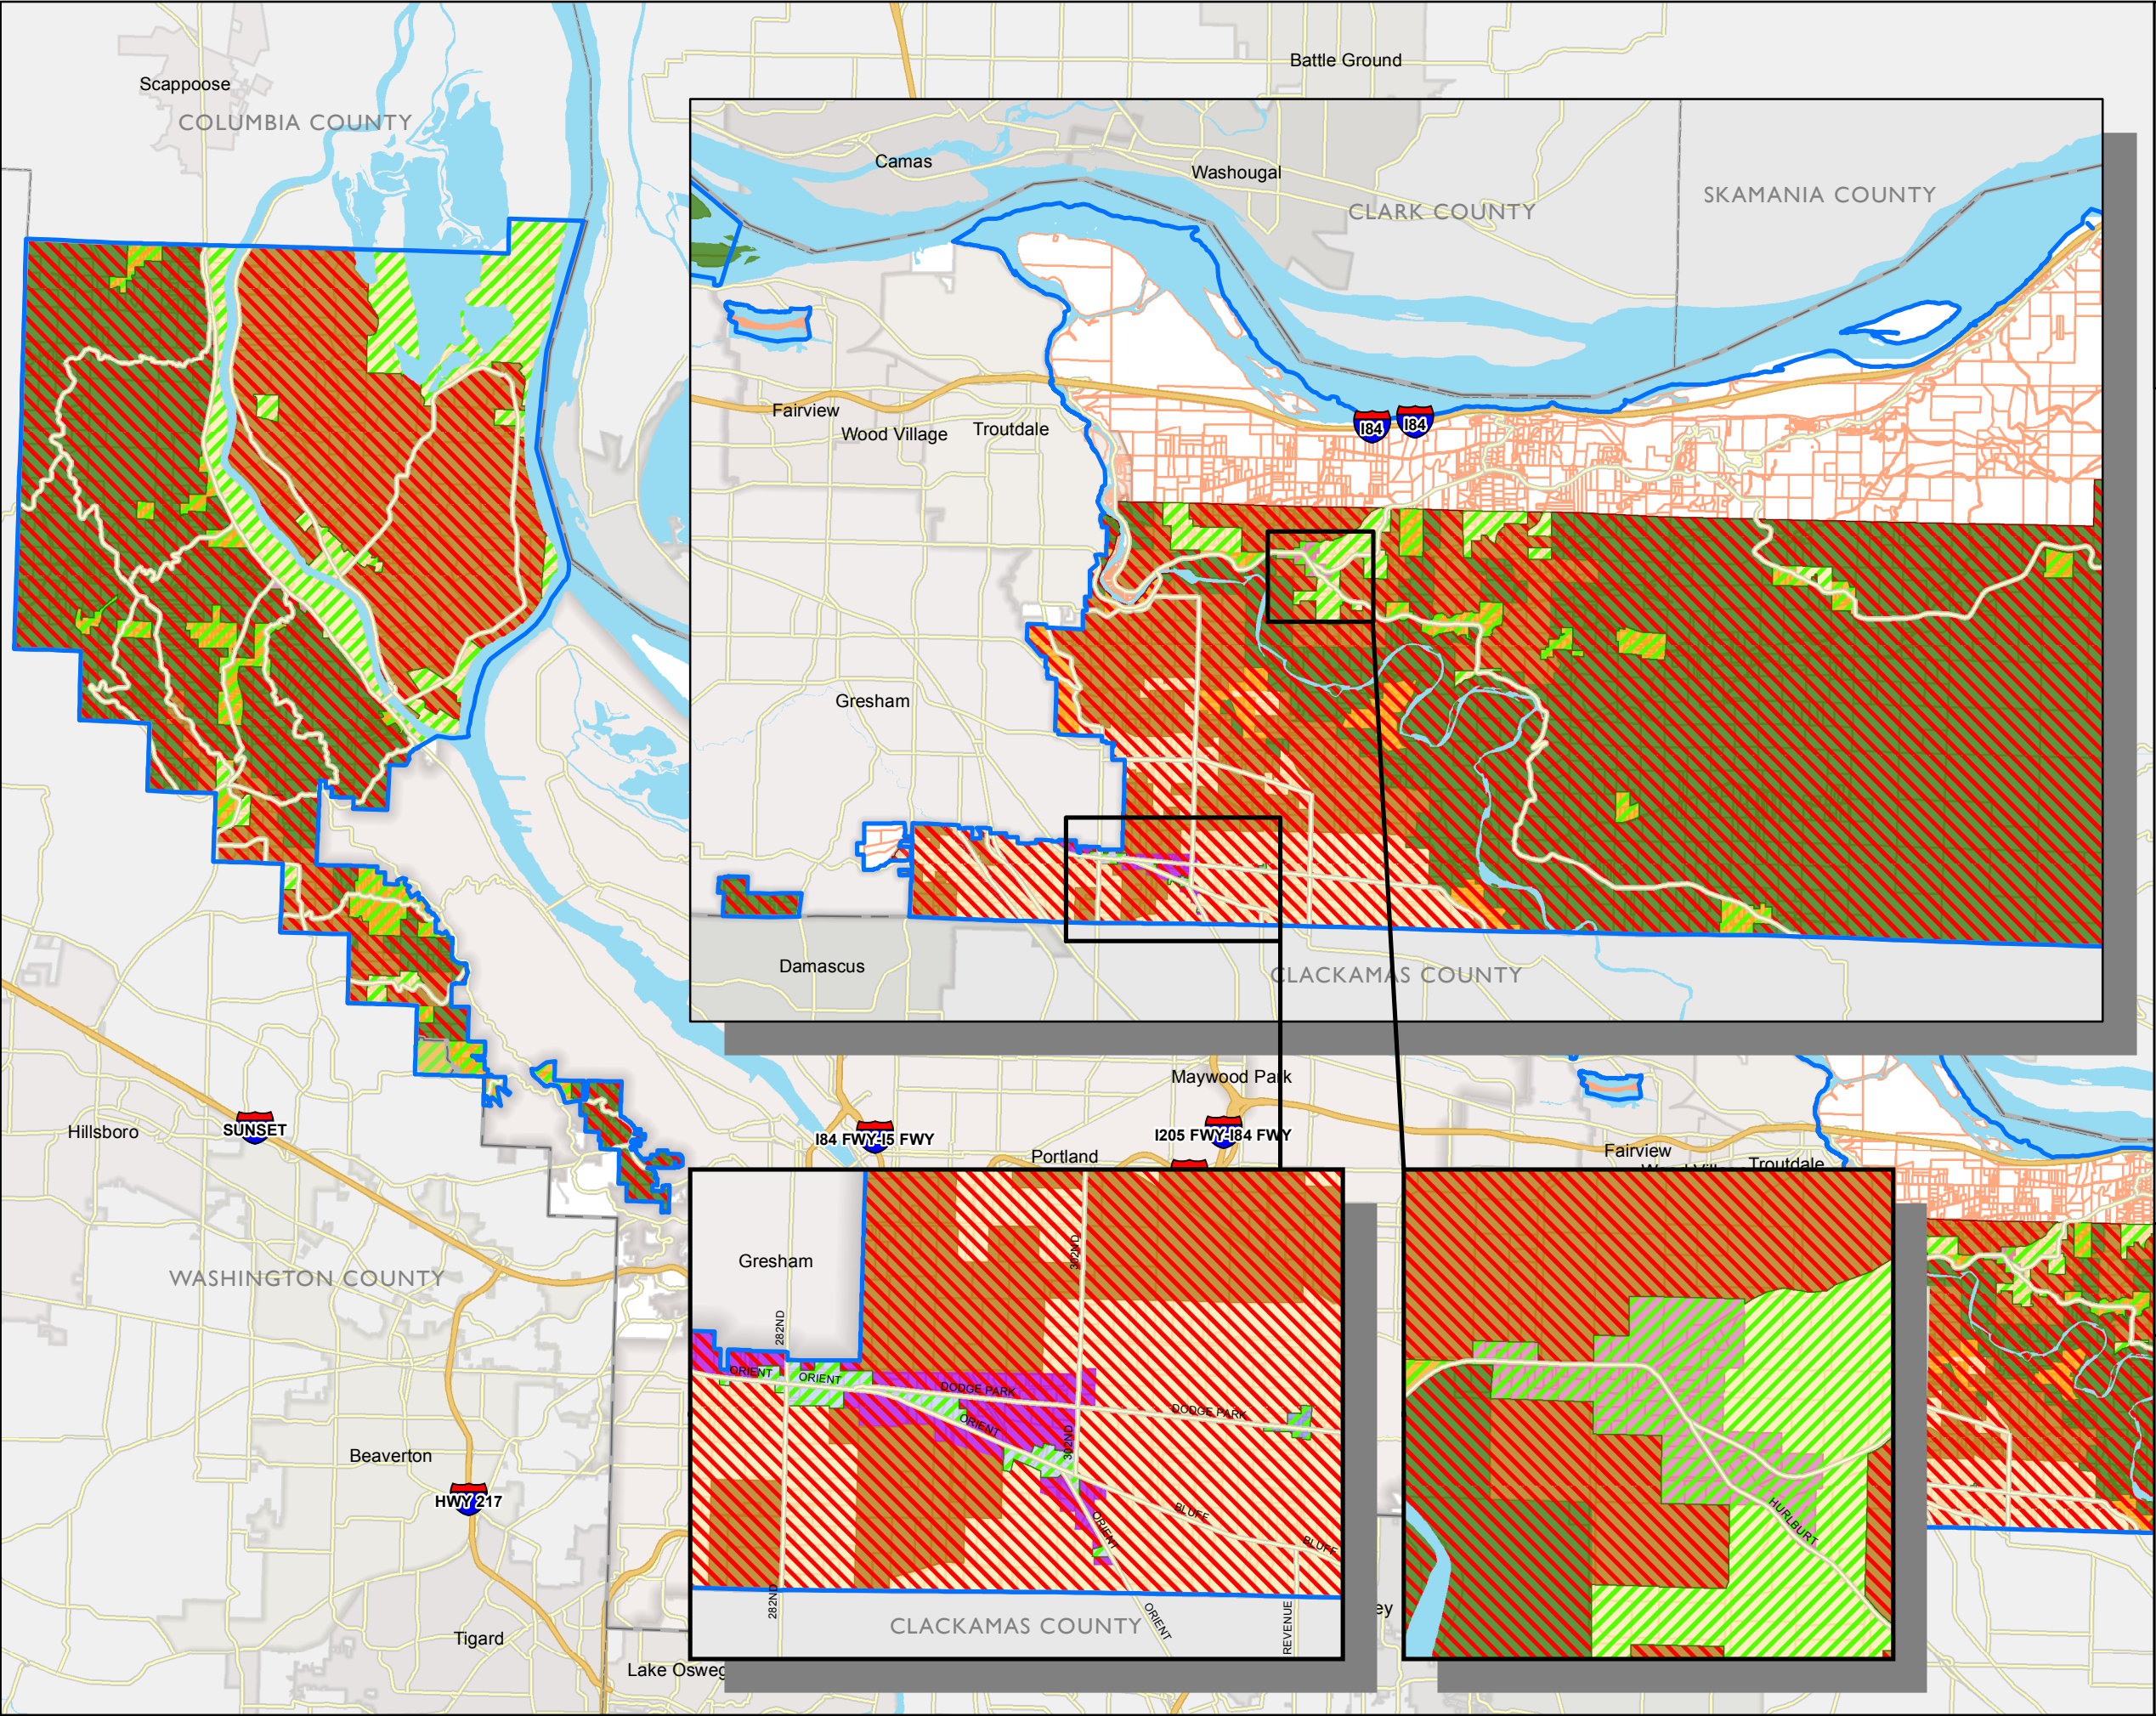 Battle Ground
Scappoose
COLUMBIA COUNTY
Camas
Washougal
SKAMANIA COUNTY
CLARK COUNTY
Fairview
Wood Village
Troutdale
I84
I84
Gresham
Damascus
CLACKAMAS COUNTY
Maywood Park
Hillsboro
SUNSET
I84 FWY-I5 FWY
I205 FWY-I84 FWY
Portland
Fairview
Troutdale
WASHINGTON COUNTY
Gresham
302ND
282ND
ORIENT
ORIENT
DODGE PARK
DODGE PARK
ORIENT
302ND
Beaverton
HWY 217
BLUFF
ORIENT
BLUFF
HURLBURT
282ND
ORIENT
REVENUE
CLACKAMAS COUNTY
ey
Tigard
Lake Osweg